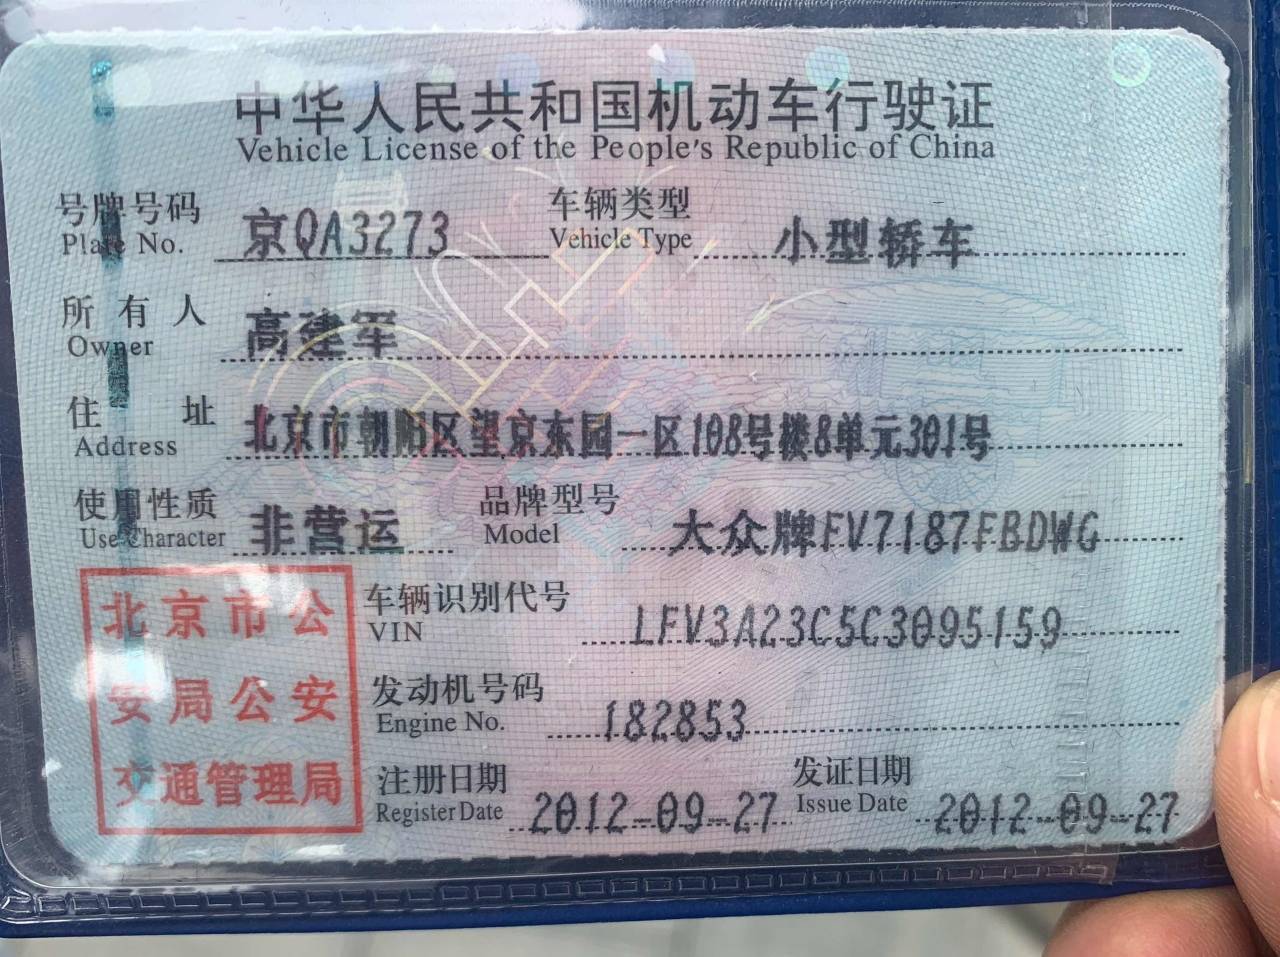 中华人民共和国机动车行驶证
Vehicle License of the People's Republic of China
号牌号码 京QA3273 车辆类型 小型轿车
Plate No. Vehicle Type
所有人 高建军
Owner
住址 北京市朝阳区望京东园一区108号楼8单元301号
Address
使用性质 非营运 品牌型号 大众牌FV7187FBDWG
Use Character Model
北京市公
安局公安
交通管理局
车辆识别代号 LFV3A23C5C3095159
VIN
发动机号码 182853
Engine No.
注册日期 2012-09-27 发证日期 2012-09-27
Register Date Issue Date